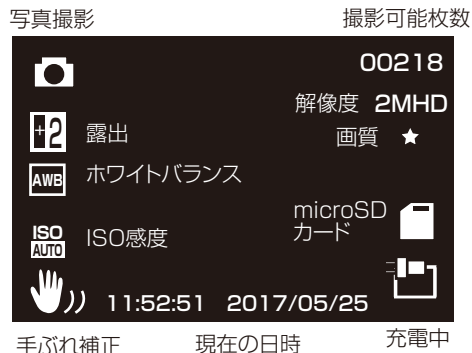 写真撮影
撮影可能枚数
00218
解像度 2MHD
+2 露出
画質 ★
AWB ホワイトバランス
microSD
カード
ISO
AUTO ISO感度
11:52:51 2017/05/25
手ぶれ補正
現在の日時
充電中